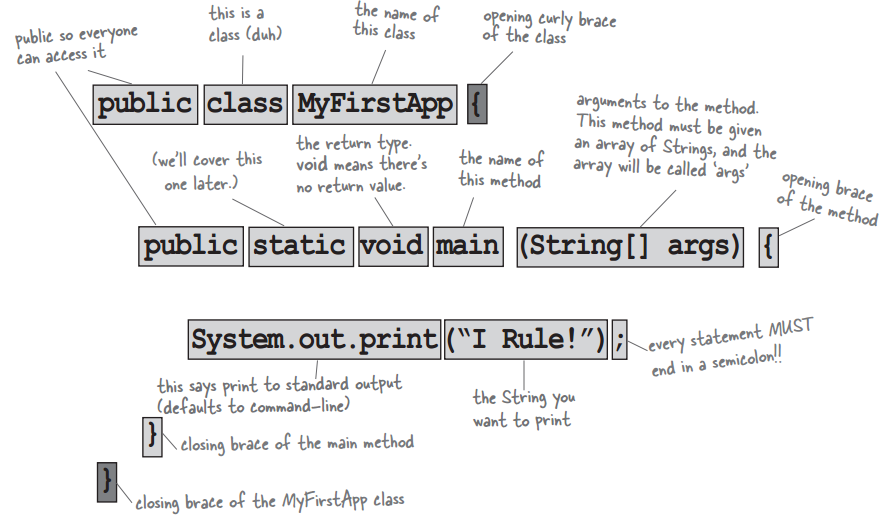 public so everyone
can access it
this is a
class (duh)
the name of
this class
opening curly brace
of the class
public class MyFirstApp {
(we'll cover this
one later.)
the return type.
void means there's
no return value.
the name of
this method
arguments to the method.
This method must be given
an array of Strings, and the
array will be called 'args'
opening brace
of the method
public static void main (String[] args) {
System.out.print(“I Rule!”);
every statement MUST
end in a semicolon!!
this says print to standard output
(defaults to command-line)
the String you
want to print
}
closing brace of the main method
}
closing brace of the MyFirstApp class